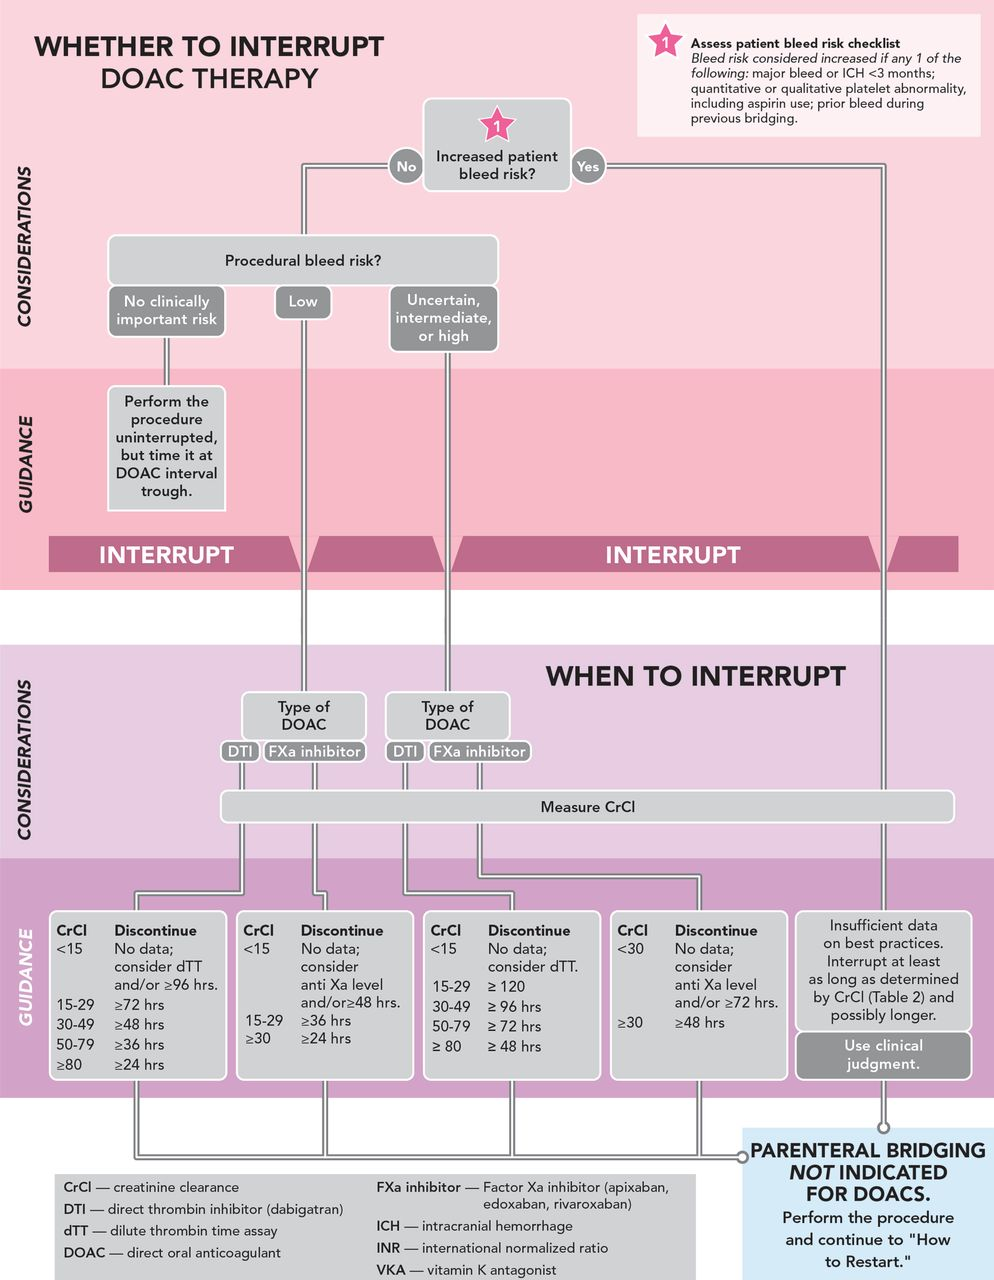 WHETHER TO INTERRUPT
DOAC THERAPY
1
Assess patient bleed risk checklist
Bleed risk considered increased if any 1 of the
following: major bleed or ICH <3 months;
quantitative or qualitative platelet abnormality,
including aspirin use; prior bleed during
previous bridging.
CONSIDERATIONS
1
Increased patient
bleed risk?
No
Yes
Procedural bleed risk?
No clinically
important risk
Low
Uncertain,
intermediate,
or high
GUIDANCE
Perform the
procedure
uninterrupted,
but time it at
DOAC interval
trough.
INTERRUPT
INTERRUPT
WHEN TO INTERRUPT
CONSIDERATIONS
Type of
DOAC
DTI
FXa inhibitor
Type of
DOAC
DTI
FXa inhibitor
Measure CrCl
GUIDANCE
CrCl Discontinue
<15 No data;
consider dTT
and/or ≥96 hrs.
15-29 ≥72 hrs
30-49 ≥48 hrs
50-79 ≥36 hrs
≥80 ≥24 hrs
CrCl Discontinue
<15 No data;
consider
anti Xa level
and/or≥48 hrs.
15-29 ≥36 hrs
≥30 ≥24 hrs
CrCl Discontinue
<15 No data;
consider dTT.
15-29 ≥ 120
30-49 ≥ 96 hrs
50-79 ≥ 72 hrs
≥ 80 ≥ 48 hrs
CrCl Discontinue
<30 No data;
consider
anti Xa level
and/or ≥72 hrs.
≥30 ≥48 hrs
Insufficient data
on best practices.
Interrupt at least
as long as determined
by CrCl (Table 2) and
possibly longer.
Use clinical
judgment.
PARENTERAL BRIDGING
NOT INDICATED
FOR DOACS.
Perform the procedure
and continue to "How
to Restart."
CrCl — creatinine clearance
DTI — direct thrombin inhibitor (dabigatran)
dTT — dilute thrombin time assay
DOAC — direct oral anticoagulant
FXa inhibitor — Factor Xa inhibitor (apixaban,
edoxaban, rivaroxaban)
ICH — intracranial hemorrhage
INR — international normalized ratio
VKA — vitamin K antagonist